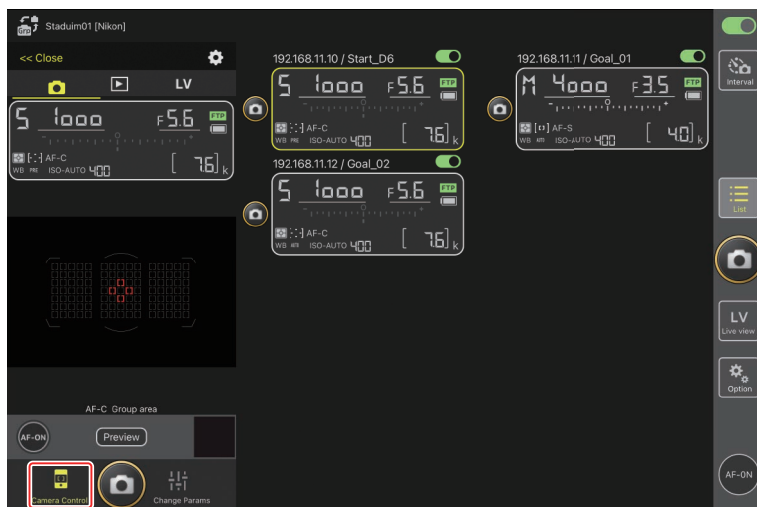 Grp
Staduim01 [Nikon]
<< Close
LV
S 1000 F5.6 FTP
AF-C
WB PRE ISO-AUTO 400 [ 7.6] k
AF-C Group area
AF-ON
Preview
Camera Control
Change Params
192.168.11.10 / Start_D6
S 1000 F5.6 FTP
AF-C
WB PRE ISO-AUTO 400 [ 7.6] k
192.168.11.11 / Goal_01
M 4000 F3.5 FTP
AF-S
WB AUTO ISO-AUTO 400 [ 4.0] k
192.168.11.12 / Goal_02
S 1000 F5.6 FTP
AF-C
WB AUTO ISO-AUTO 400 [ 7.6] k
Interval
List
LV
Live view
Option
AF-ON